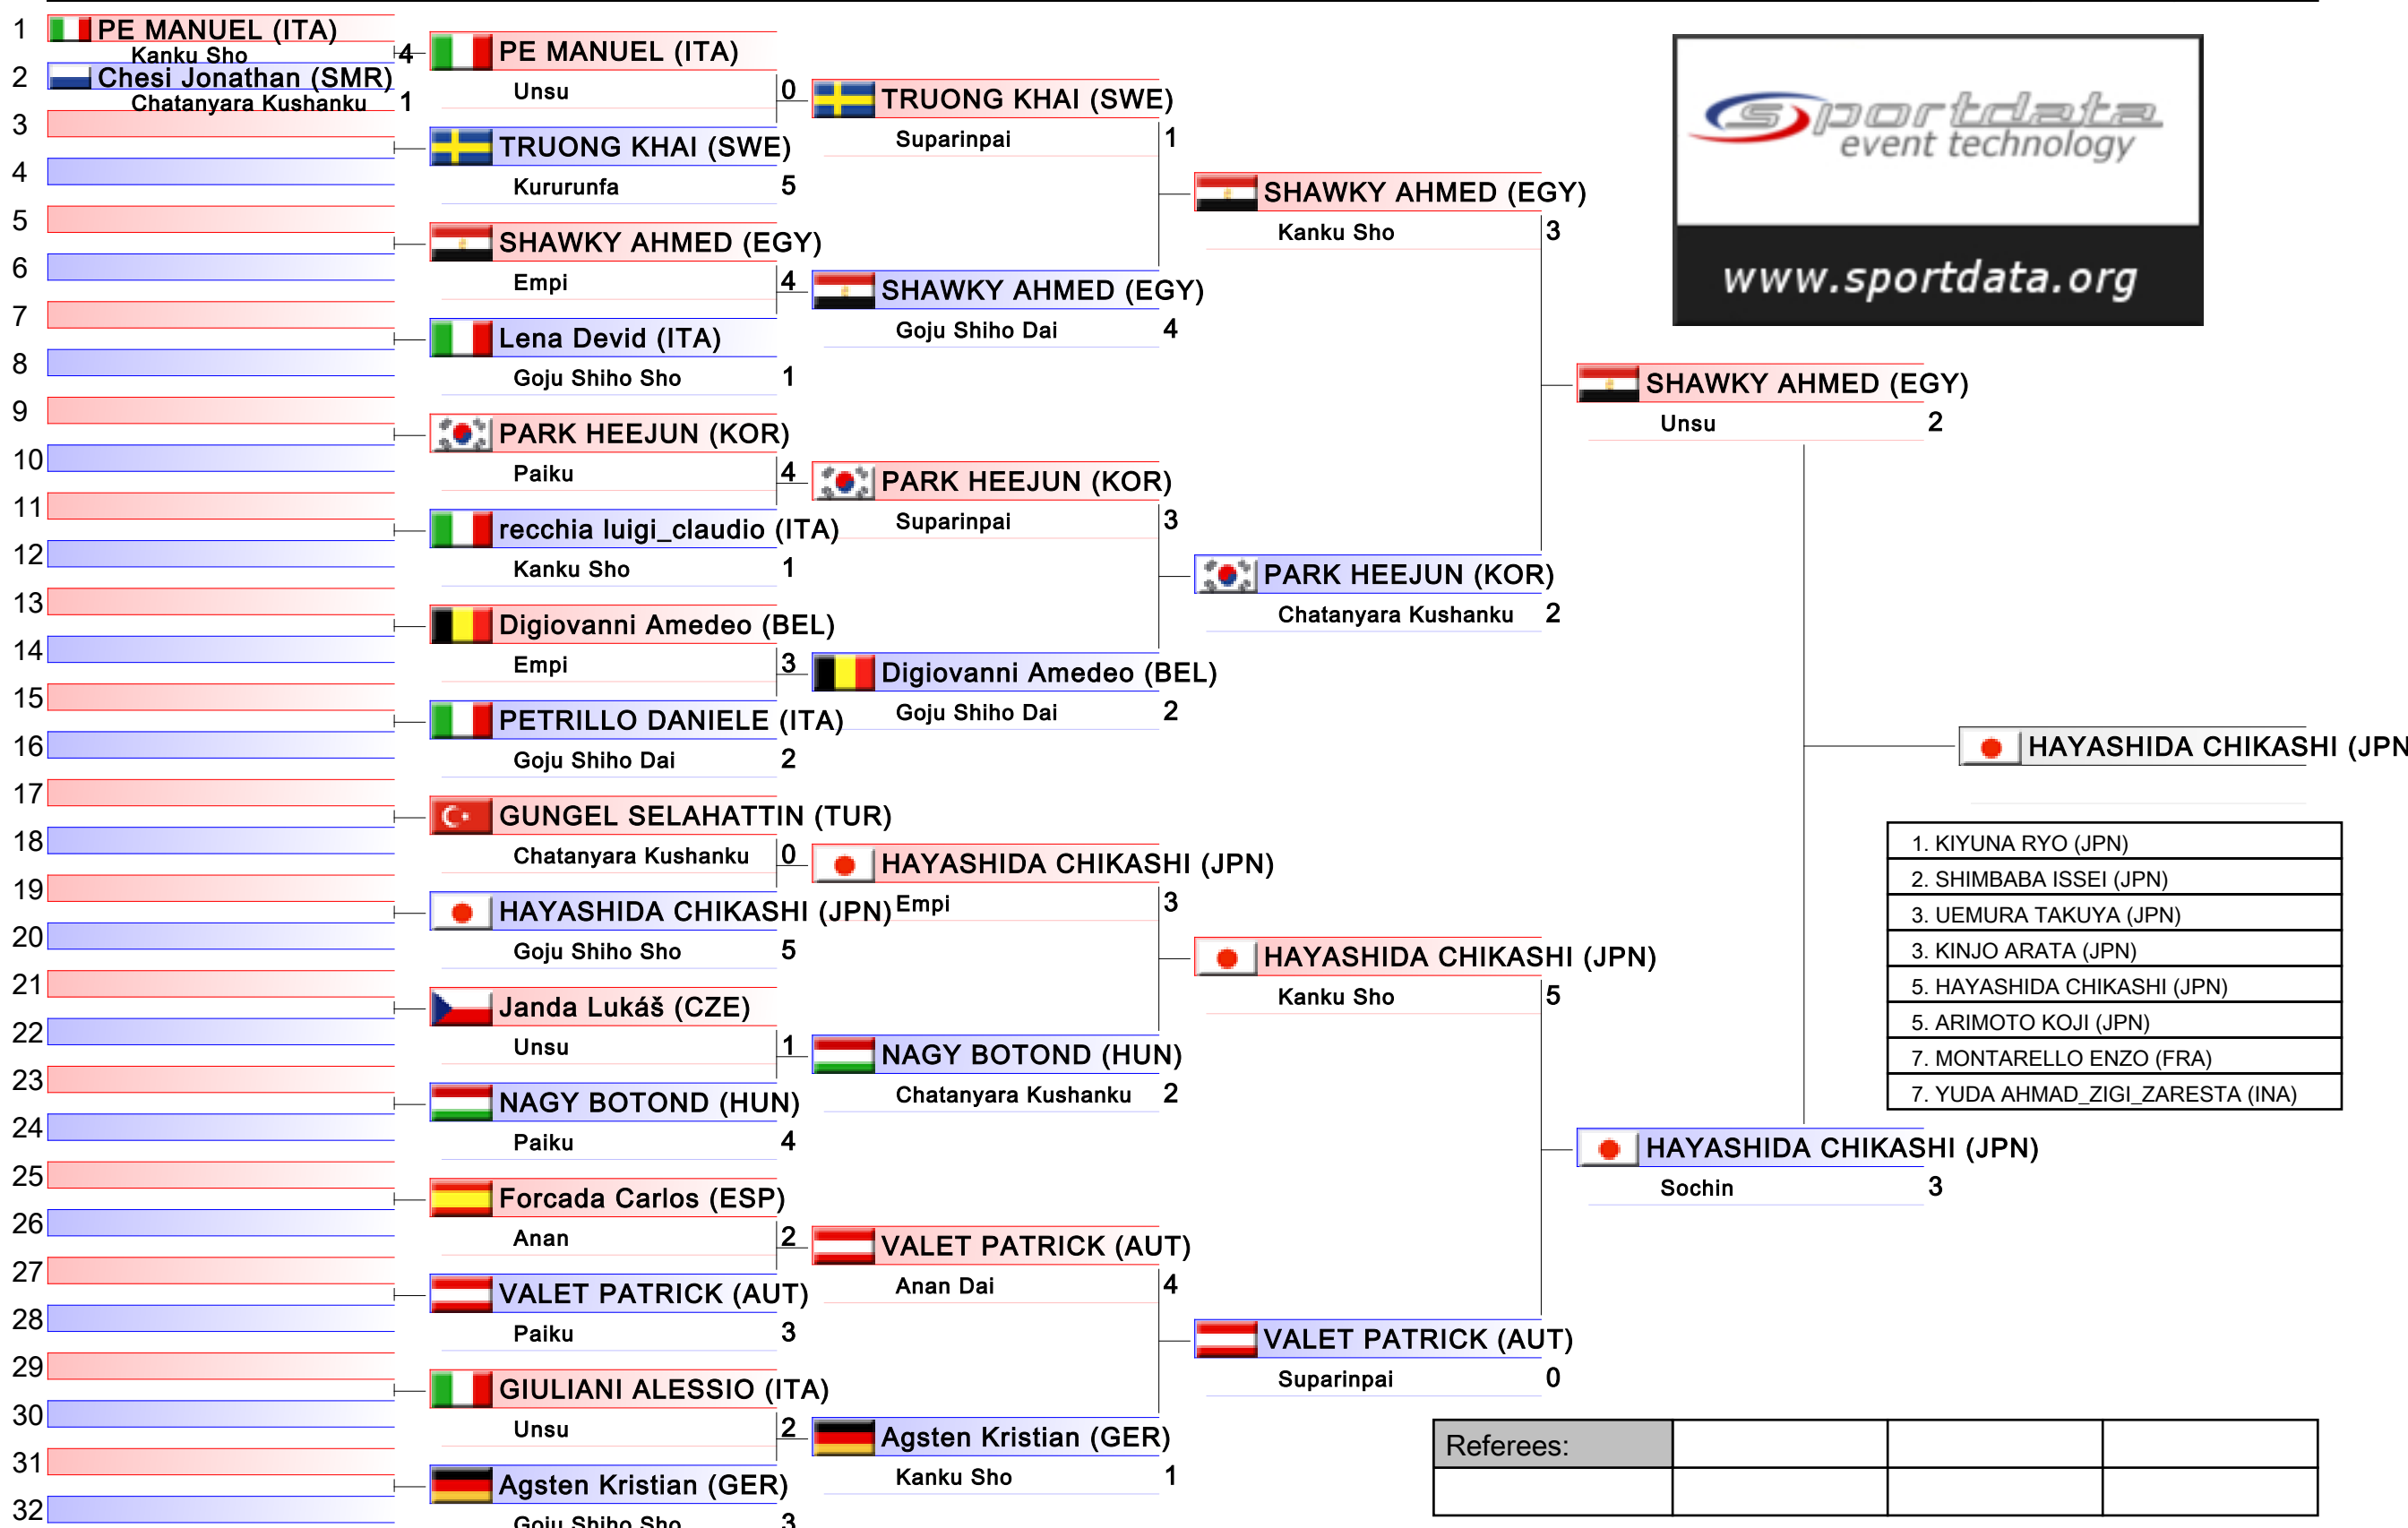 1 PE MANUEL (ITA)
Kanku Sho 4
2 Chesi Jonathan (SMR)
Chatanyara Kushanku 1
3
4
5
6
7
8
9
10
11
12
13
14
15
16
17
18
19
20
21
22
23
24
25
26
27
28
29
30
31
32
PE MANUEL (ITA)
Unsu 0
TRUONG KHAI (SWE)
Kururunfa 5
SHAWKY AHMED (EGY)
Empi 4
Lena Devid (ITA)
Goju Shiho Sho 1
PARK HEEJUN (KOR)
Paiku 4
recchia luigi_claudio (ITA)
Kanku Sho 1
Digiovanni Amedeo (BEL)
Empi 3
PETRILLO DANIELE (ITA)
Goju Shiho Dai 2
GUNGEL SELAHATTIN (TUR)
Chatanyara Kushanku 0
HAYASHIDA CHIKASHI (JPN)
Goju Shiho Sho 5
Janda Lukáš (CZE)
Unsu 1
NAGY BOTOND (HUN)
Paiku 4
Forcada Carlos (ESP)
Anan 2
VALET PATRICK (AUT)
Paiku 3
GIULIANI ALESSIO (ITA)
Unsu 2
Agsten Kristian (GER)
Goju Shiho Sho 3
TRUONG KHAI (SWE)
Suparinpai 1
SHAWKY AHMED (EGY)
Goju Shiho Dai 4
PARK HEEJUN (KOR)
Suparinpai 3
Digiovanni Amedeo (BEL)
Goju Shiho Dai 2
HAYASHIDA CHIKASHI (JPN)
Empi 3
NAGY BOTOND (HUN)
Chatanyara Kushanku 2
VALET PATRICK (AUT)
Anan Dai 4
Agsten Kristian (GER)
Kanku Sho 1
SHAWKY AHMED (EGY)
Kanku Sho 3
PARK HEEJUN (KOR)
Chatanyara Kushanku 2
HAYASHIDA CHIKASHI (JPN)
Kanku Sho 5
VALET PATRICK (AUT)
Suparinpai 0
SHAWKY AHMED (EGY)
Unsu 2
HAYASHIDA CHIKASHI (JPN)
Sochin 3
HAYASHIDA CHIKASHI (JPN
sportdata
event technology
www.sportdata.org
1. KIYUNA RYO (JPN)
2. SHIMBABA ISSEI (JPN)
3. UEMURA TAKUYA (JPN)
3. KINJO ARATA (JPN)
5. HAYASHIDA CHIKASHI (JPN)
5. ARIMOTO KOJI (JPN)
7. MONTARELLO ENZO (FRA)
7. YUDA AHMAD_ZIGI_ZARESTA (INA)
Referees: